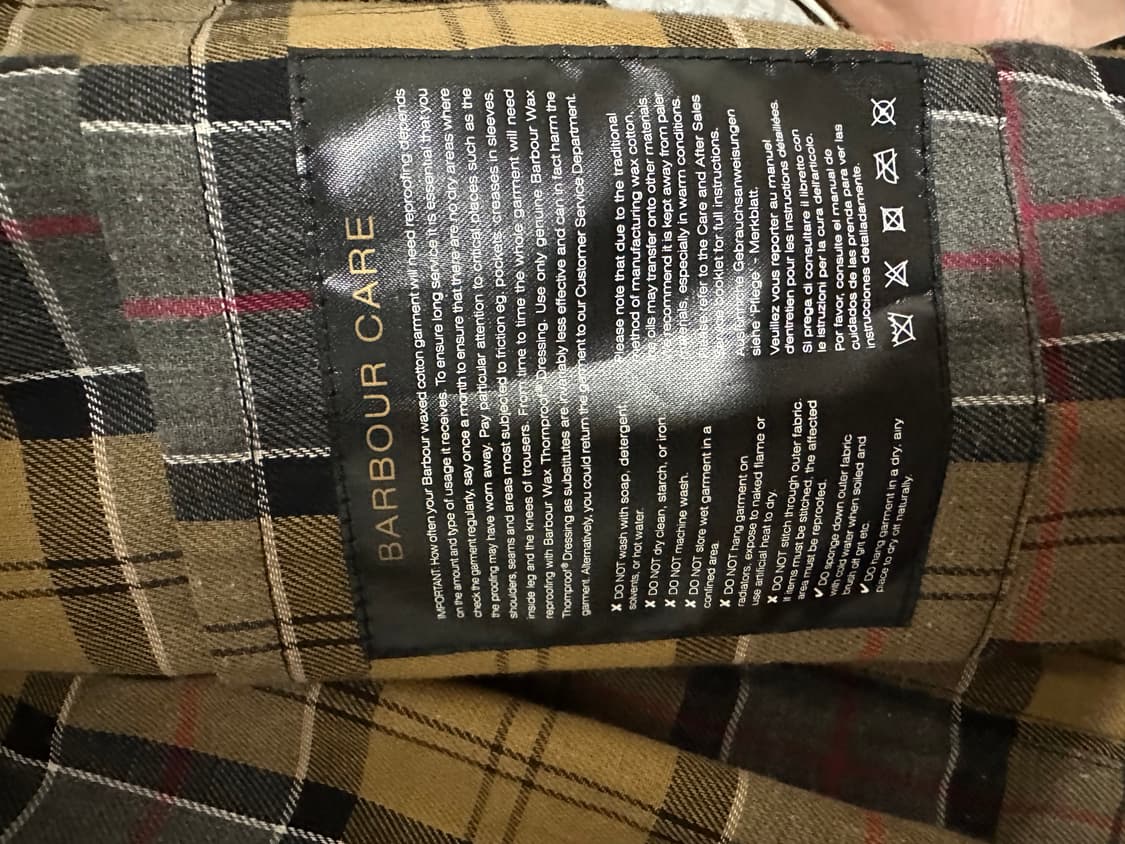 BARBOUR CARE
IMPORTANT: How often your Barbour waxed cotton garment will need reproofing depends
on the amount and type of usage it receives. To ensure long service it is essential that you
check the garment regularly, say once a month to ensure that there are no dry areas where
the proofing may have worn away. Pay particular attention to critical places such as the
shoulders, seams and areas most subjected to friction eg, pockets, creases in sleeves,
inside leg and the knees of trousers. From time to time the whole garment will need
reproofing with Barbour Wax Thornproof® Dressing. Use only genuine Barbour Wax
Thornproof® Dressing as substitutes are invariably less effective and can in fact harm the
garment. Alternatively, you could return the garment to our Customer Service Department.
✗ DO NOT wash with soap, detergent,
solvents, or hot water.
✗ DO NOT dry clean, starch, or iron.
✗ DO NOT machine wash.
✗ DO NOT store wet garment in a
confined area.
✗ DO NOT hang garment on
radiators, expose to naked flame or
use artificial heat to dry.
✗ DO NOT stitch through outer fabric.
If items must be stitched, the affected
area must be reproofed.
✔ DO sponge down outer fabric
with cold water when soiled and
brush off grit etc.
✔ DO hang garment in a dry, airy
place to dry off naturally.
Please note that due to the traditional
method of manufacturing wax cotton,
oils may transfer onto other materials.
recommend it is kept away from paler
especially in warm conditions.
refer to the Care and After Sales
booklet for full instructions.
Gebrauchsanweisungen
siehe "Pflege" - Merkblatt.
Veuillez vous reporter au manuel
d'entretien pour les instructions détaillées.
Si prega di consultare il libretto con
le istruzioni per la cura dell'articolo.
Por favor, consulte el manual de
cuidados de las prenda para ver las
instrucciones detalladamente.